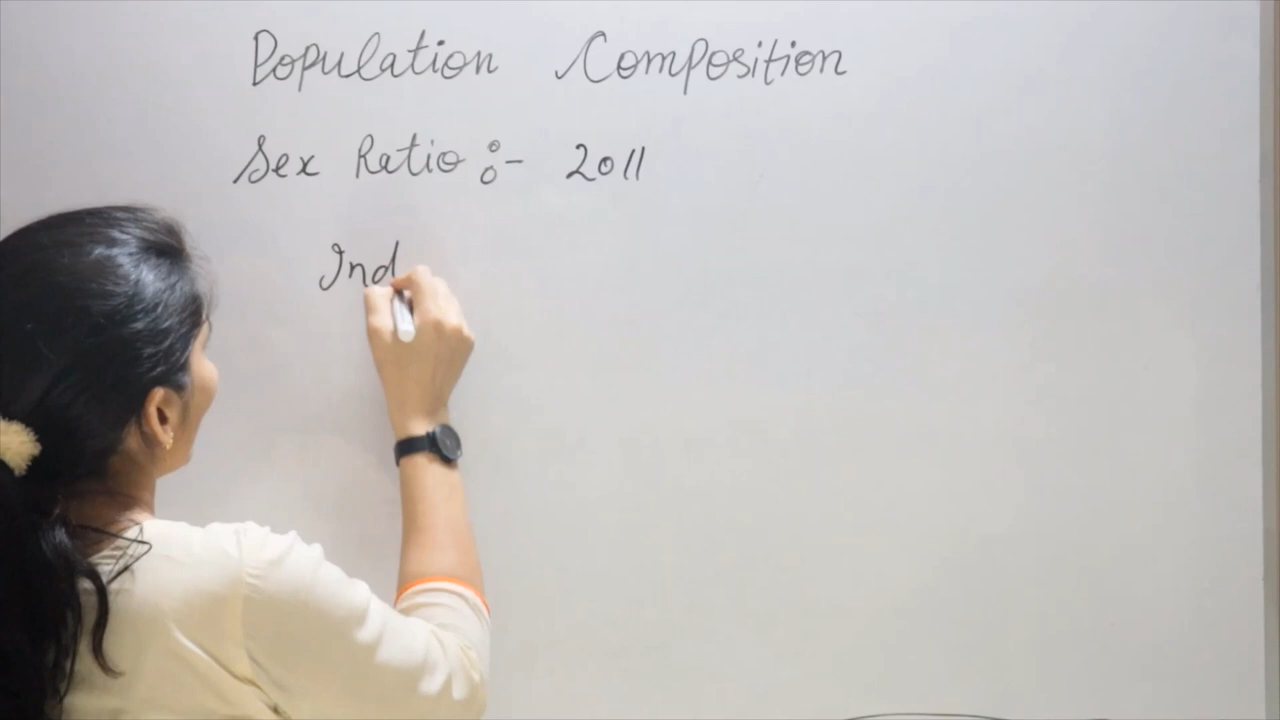 Population Composition
Sex Ratio :- 2011
Ind